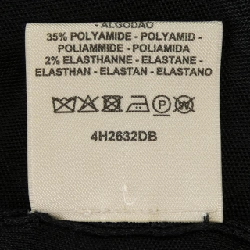 - ALGODAO
35% POLYAMIDE - POLYAMID -
POLIAMMIDE - POLIAMIDA
2% ELASTHANNE - ELASTANE -
ELASTHAN - ELASTAN - ELASTANO
P
4H2632DB